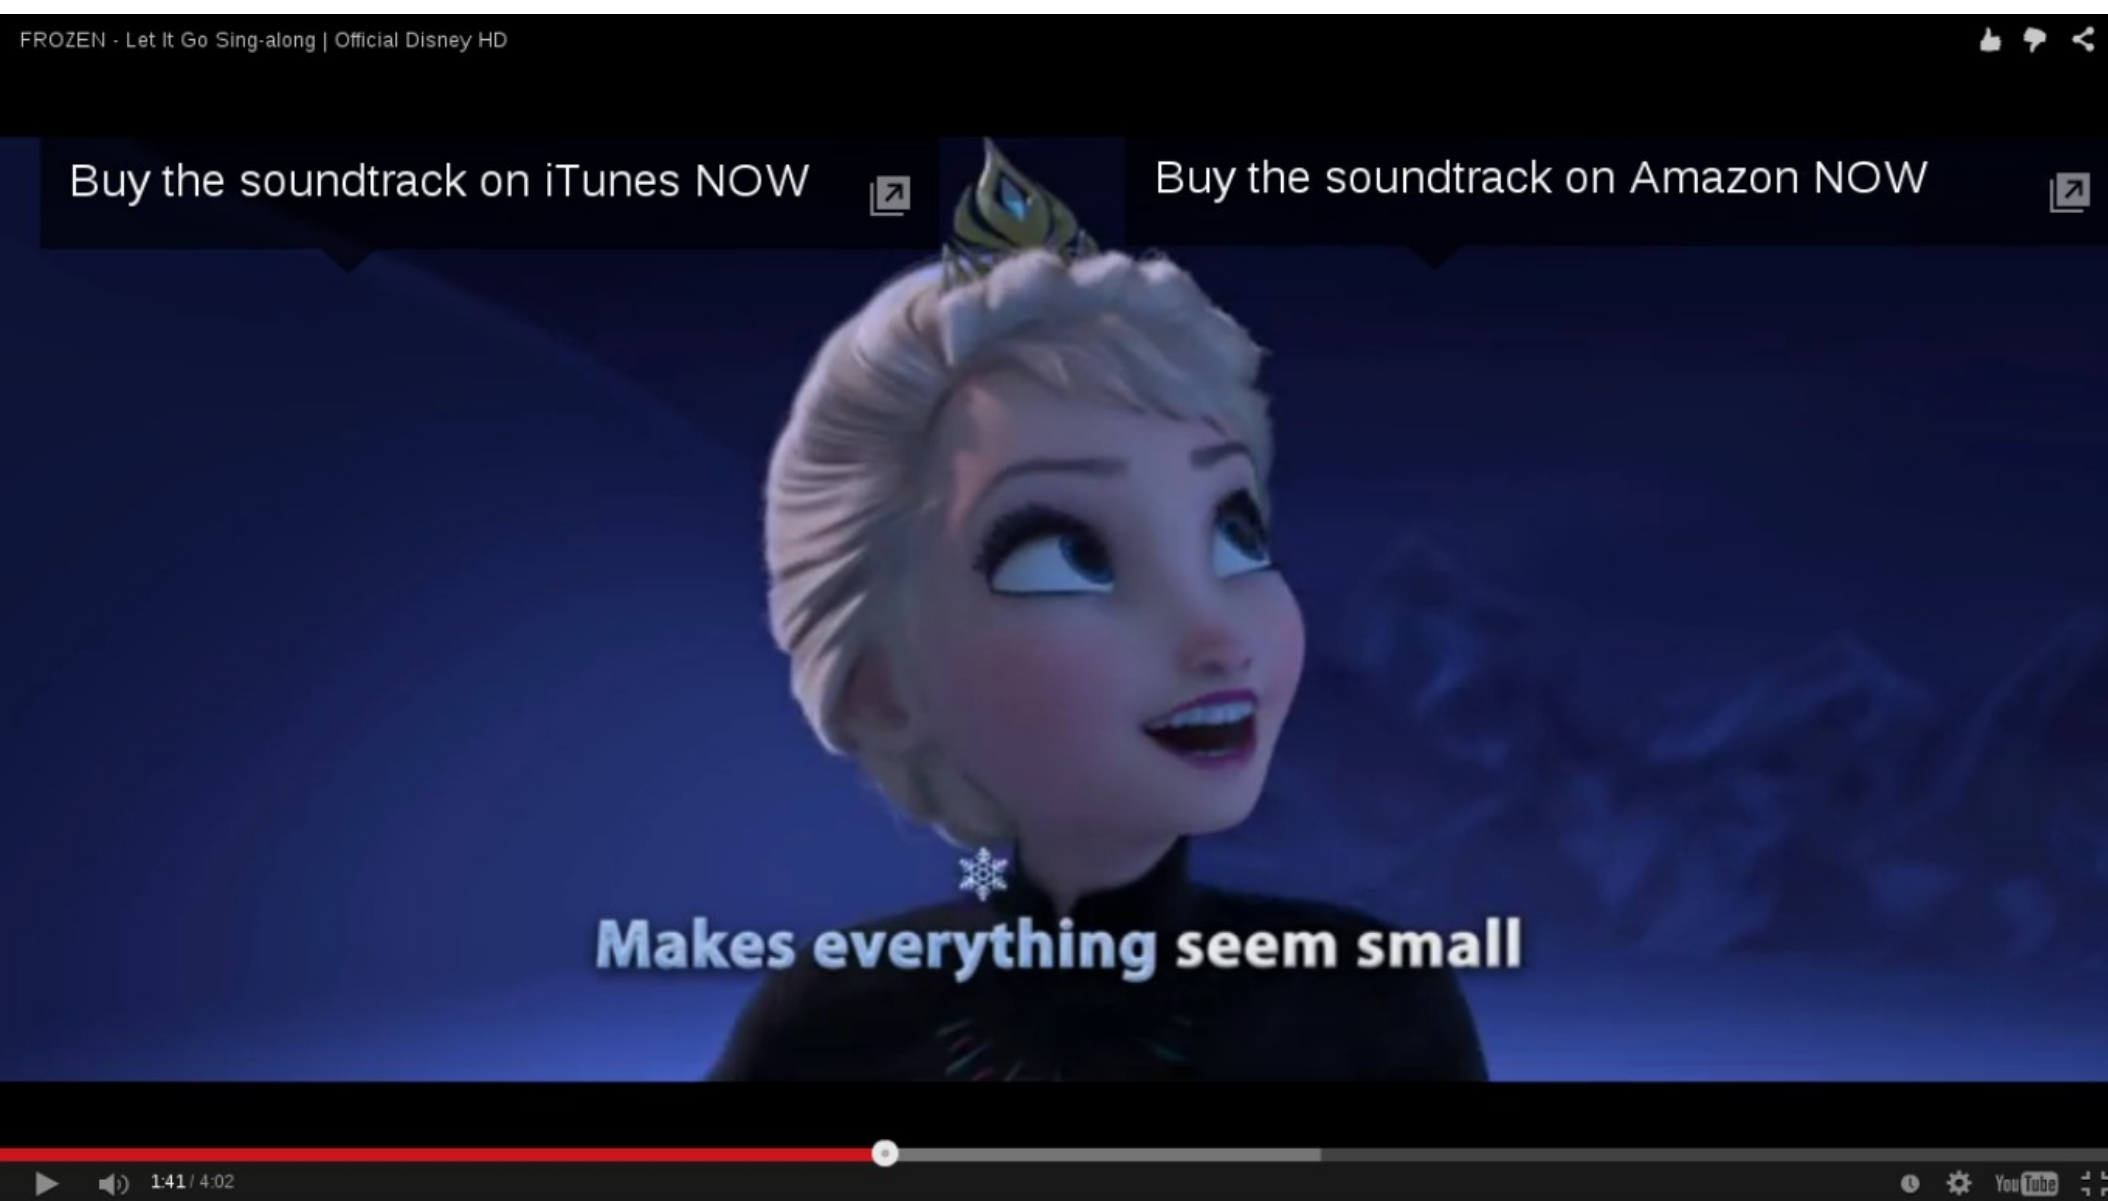 FROZEN - Let It Go Sing-along | Official Disney HD
Buy the soundtrack on iTunes NOW
Buy the soundtrack on Amazon NOW
Makes everything seem small
1:41 / 4:02
YouTube